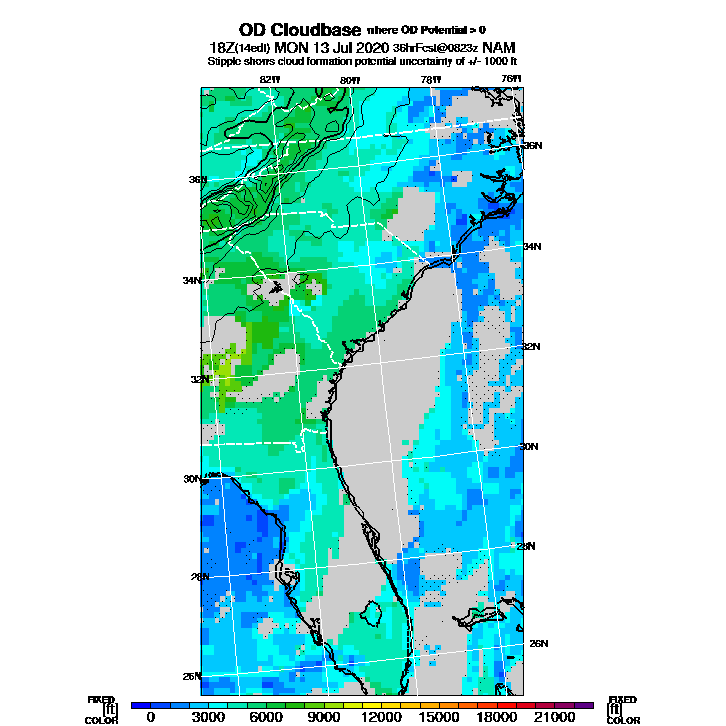 OD Cloudbase where OD Potential > 0
18Z(14edt) MON 13 Jul 2020 36hrFcst@0823z NAM
Stipple shows cloud formation potential uncertainty of +/- 1000 ft
82W 80W 78W 76W
36N 36N
34N 34N
32N 32N
30N 30N
28N 28N
26N 26N
FIXED FIXED
[ft] 0 3000 6000 9000 12000 15000 18000 21000 [ft]
COLOR COLOR